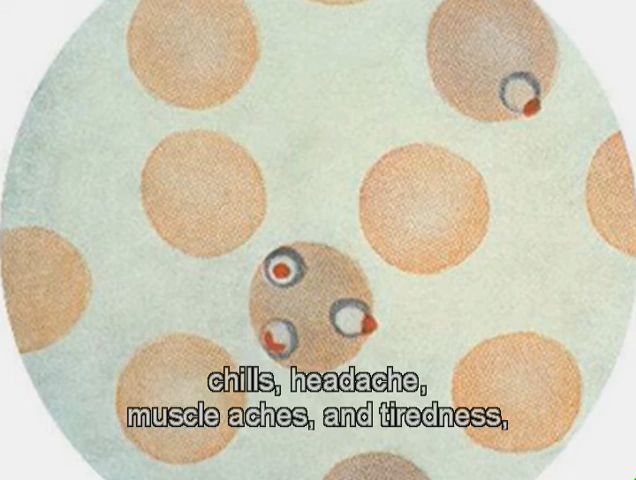 chills, headache,
muscle aches, and tiredness,